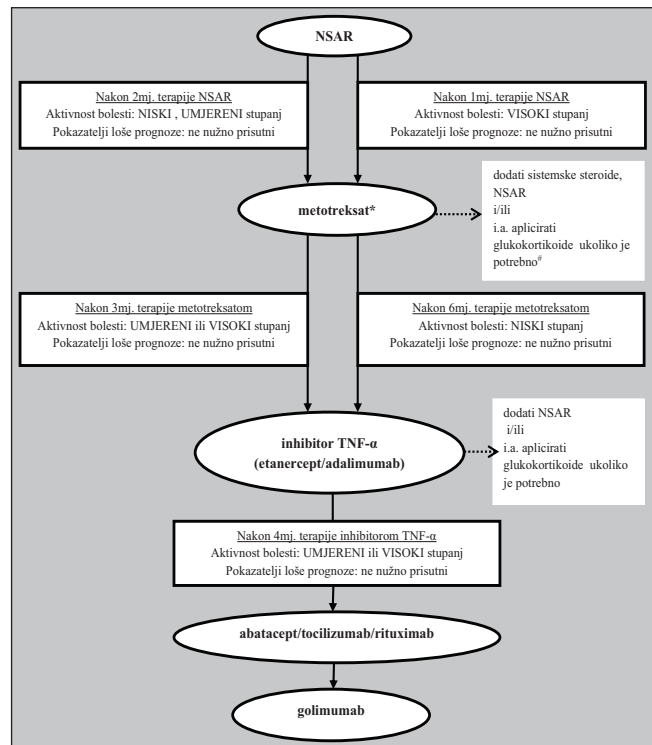 NSAR
Nakon 2mj. terapije NSAR
Aktivnost bolesti: NISKI , UMJERENI stupanj
Pokazatelji loše prognoze: ne nužno prisutni
Nakon 1mj. terapije NSAR
Aktivnost bolesti: VISOKI stupanj
Pokazatelji loše prognoze: ne nužno prisutni
metotreksat*
dodati sistemske steroide,
NSAR
i/ili
i.a. aplicirati
glukokortikoide ukoliko je
potrebno#
Nakon 3mj. terapije metotreksatom
Aktivnost bolesti: UMJERENI ili VISOKI stupanj
Pokazatelji loše prognoze: ne nužno prisutni
Nakon 6mj. terapije metotreksatom
Aktivnost bolesti: NISKI stupanj
Pokazatelji loše prognoze: ne nužno prisutni
inhibitor TNF-α
(etanercept/adalimumab)
dodati NSAR
i/ili
i.a. aplicirati
glukokortikoide ukoliko
je potrebno
Nakon 4mj. terapije inhibitorom TNF-α
Aktivnost bolesti: UMJERENI ili VISOKI stupanj
Pokazatelji loše prognoze: ne nužno prisutni
abatacept/tocilizumab/rituximab
golimumab